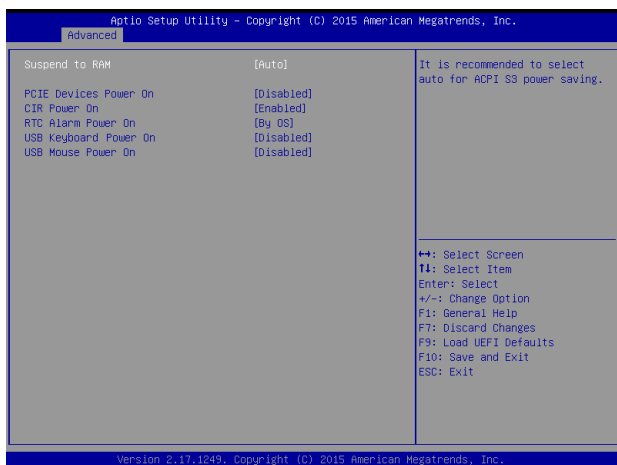 Aptio Setup Utility – Copyright (C) 2015 American Megatrends, Inc.
Advanced
Suspend to RAM [Auto]
PCIE Devices Power On [Disabled]
CIR Power On [Enabled]
RTC Alarm Power On [By OS]
USB Keyboard Power On [Disabled]
USB Mouse Power On [Disabled]
It is recommended to select
auto for ACPI S3 power saving.
↔: Select Screen
↑↓: Select Item
Enter: Select
+/-: Change Option
F1: General Help
F7: Discard Changes
F9: Load UEFI Defaults
F10: Save and Exit
ESC: Exit
Version 2.17.1249. Copyright (C) 2015 American Megatrends, Inc.